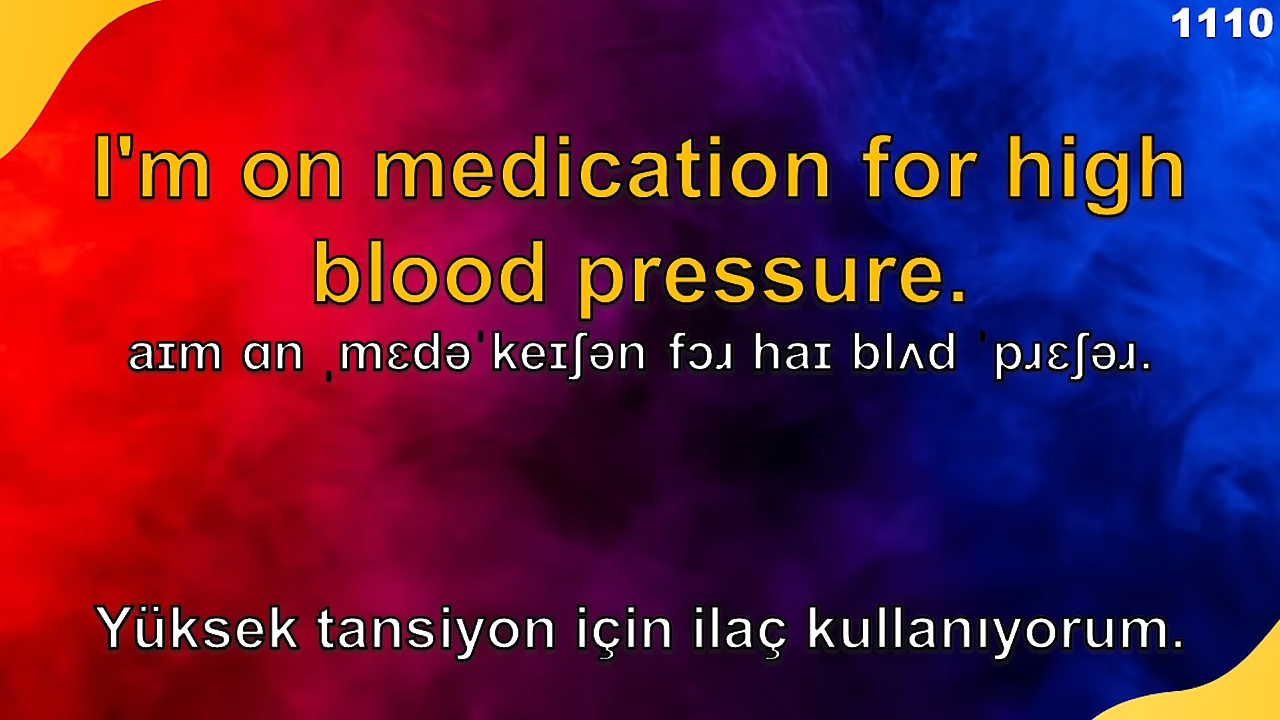 1110
I'm on medication for high
blood pressure.
aɪm ɑn ˌmɛdəˈkeɪʃən fɔɹ haɪ blʌd ˈpɹɛʃəɹ.
Yüksek tansiyon için ilaç kullanıyorum.